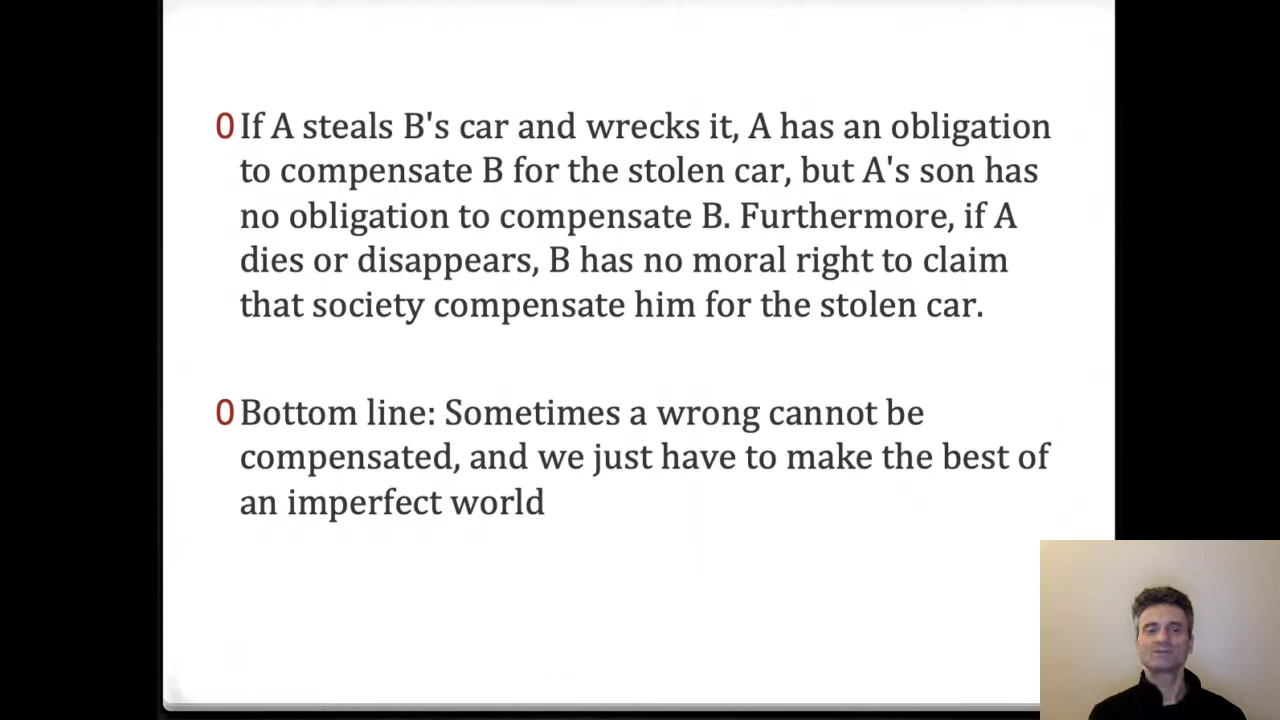 0 If A steals B's car and wrecks it, A has an obligation
to compensate B for the stolen car, but A's son has
no obligation to compensate B. Furthermore, if A
dies or disappears, B has no moral right to claim
that society compensate him for the stolen car.
0 Bottom line: Sometimes a wrong cannot be
compensated, and we just have to make the best of
an imperfect world